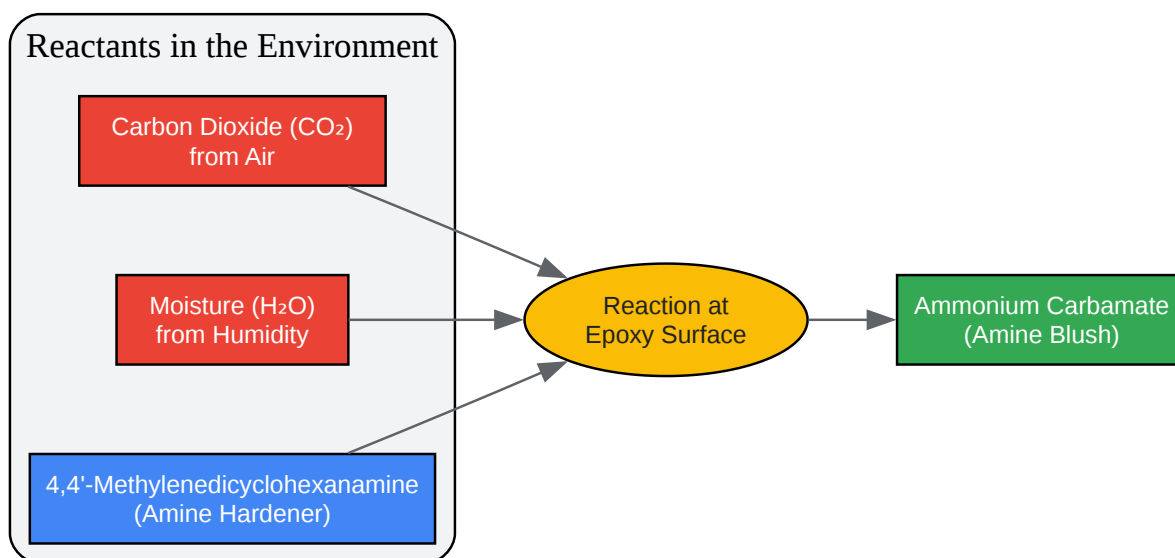 Reactants in the Environment
Carbon Dioxide (CO₂)
from Air
Moisture (H₂O)
from Humidity
4,4'-Methylenedicyclohexanamine
(Amine Hardener)
Reaction at
Epoxy Surface
Ammonium Carbamate
(Amine Blush)